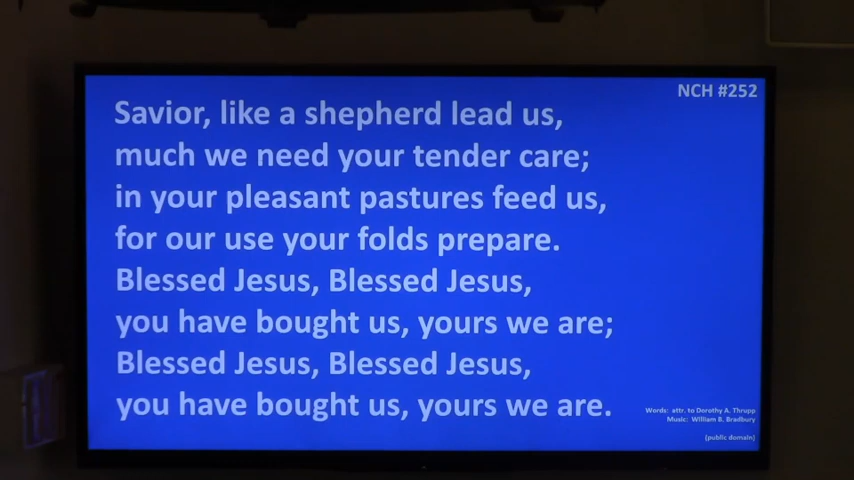 NCH #252
Savior, like a shepherd lead us,
much we need your tender care;
in your pleasant pastures feed us,
for our use your folds prepare.
Blessed Jesus, Blessed Jesus,
you have bought us, yours we are;
Blessed Jesus, Blessed Jesus,
you have bought us, yours we are.
Words: attr. to Dorothy A. Thrupp
Music: William B. Bradbury
(public domain)